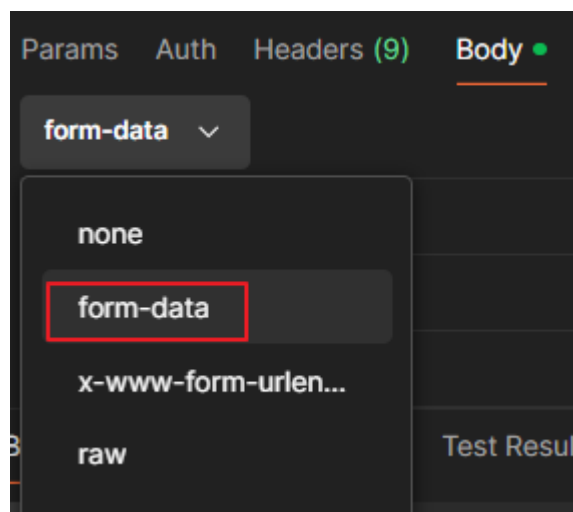 Params Auth Headers (9) Body
form-data
none
form-data
x-www-form-urlen...
raw
Test Resul